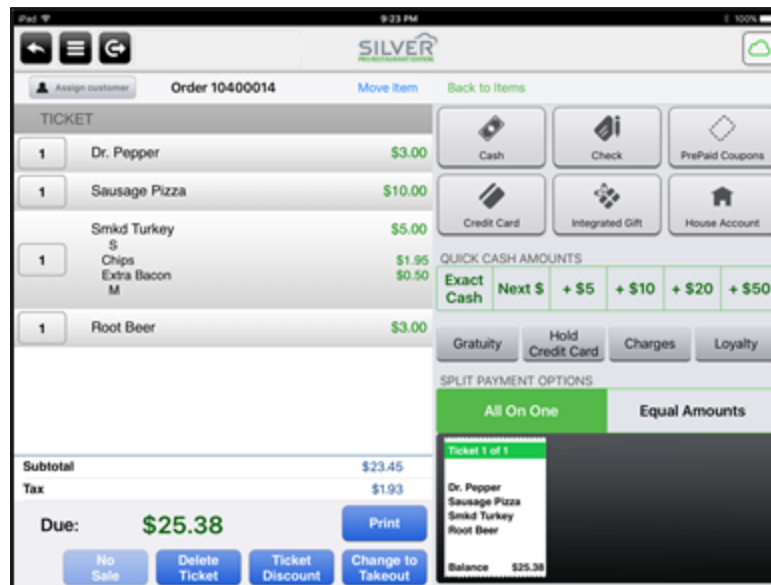 iPad 9:23 PM 100%
SILVER
PRO RESTAURANT EDITION
Assign customer Order 10400014 Move Item Back to Items
TICKET
1 Dr. Pepper $3.00
1 Sausage Pizza $10.00
1 Smkd Turkey $5.00
S
Chips $1.95
Extra Bacon $0.50
M
1 Root Beer $3.00
Subtotal $23.45
Tax $1.93
Due: $25.38 Print
No Sale
Delete Ticket
Ticket Discount
Change to Takeout
Cash Check PrePaid Coupons
Credit Card Integrated Gift House Account
QUICK CASH AMOUNTS
Exact Cash Next $ + $5 + $10 + $20 + $50
Gratuity Hold Credit Card Charges Loyalty
SPLIT PAYMENT OPTIONS
All On One Equal Amounts
Ticket 1 of 1
Dr. Pepper
Sausage Pizza
Smkd Turkey
Root Beer
Balance $25.38